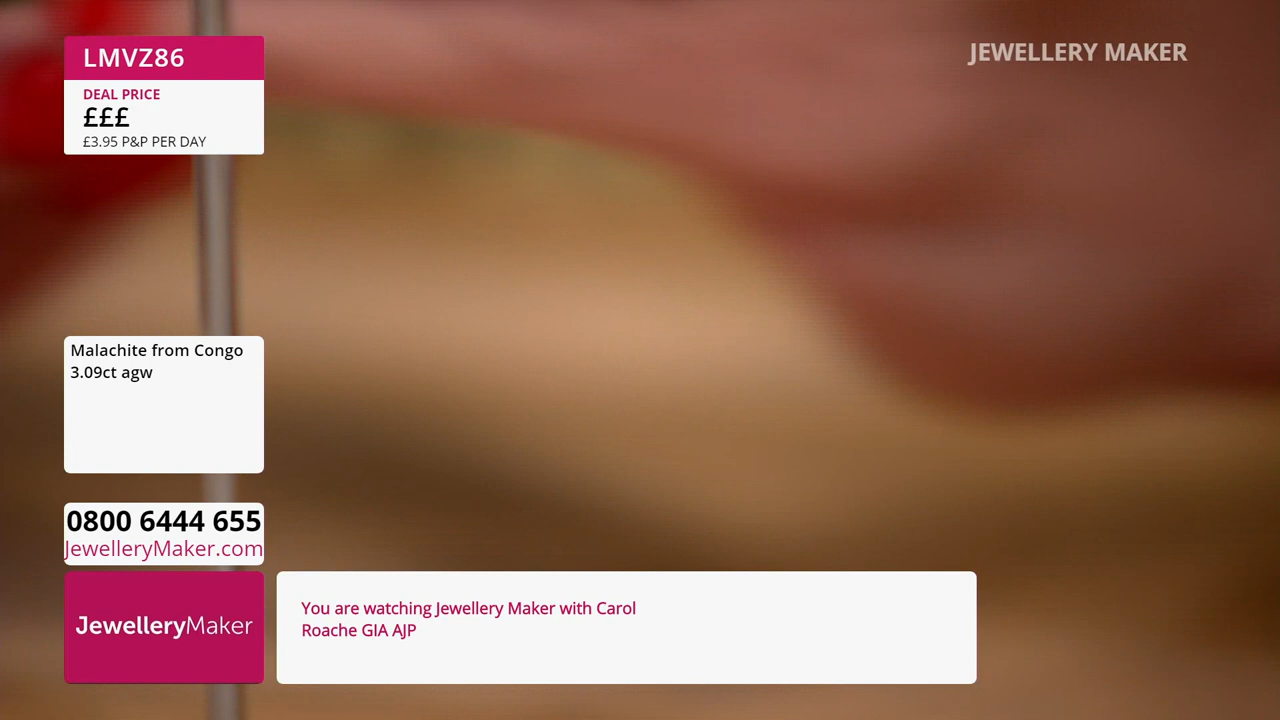 LMVZ86
DEAL PRICE
£££
£3.95 P&P PER DAY
JEWELLERY MAKER
Malachite from Congo
3.09ct agw
0800 6444 655
JewelleryMaker.com
JewelleryMaker
You are watching Jewellery Maker with Carol
Roache GIA AJP